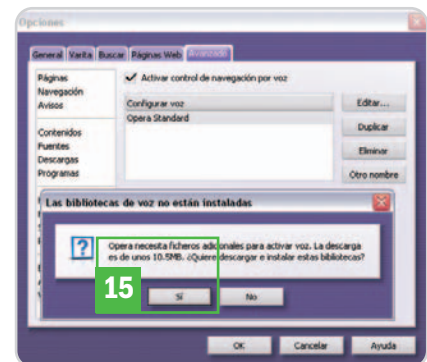 Opciones
General Varita Buscar Páginas Web Avanzado
Páginas
Navegación
Avisos
Contenidos
Fuentes
Descargas
Programas
Activar control de navegación por voz
Configurar voz
Opera Standard
Editar...
Duplicar
Eliminar
Otro nombre
Las bibliotecas de voz no están instaladas
Opera necesita ficheros adicionales para activar voz. La descarga
es de unos 10.5MB. ¿Quiere descargar e instalar estas bibliotecas?
15
Sí No
OK Cancelar Ayuda